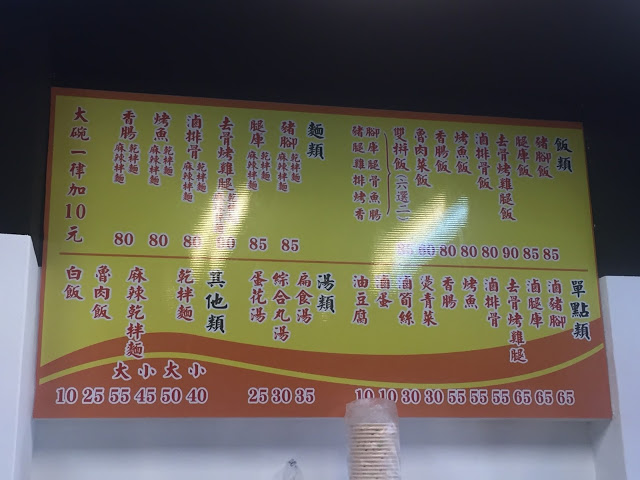 飯類
豬腳飯 85
腿庫飯 85
去骨烤雞腿飯 90
滷排骨飯 80
烤魚飯 80
香腸飯 80
魯肉菜飯 60
雙拼飯(六選二) 85
腳庫腿骨魚腸
豬腿雞排烤香
麵類
豬腳 乾拌麵 麻辣拌麵 85
腿庫 乾拌麵 麻辣拌麵 85
去骨烤雞腿 乾拌麵 90
滷排骨 乾拌麵 麻辣拌麵 80
烤魚 乾拌麵 麻辣拌麵 80
香腸 乾拌麵 麻辣拌麵 80
大碗一律加10元
單點類
滷豬腳 65
滷腿庫 65
去骨烤雞腿 65
滷排骨 55
烤魚 55
香腸 55
燙青菜 30
滷筍絲 30
滷蛋 10
油豆腐 10
湯類
扁食湯 35
綜合丸湯 30
蛋花湯 25
其他類
乾拌麵 小 40 大 50
麻辣乾拌麵 小 45 大 55
魯肉飯 25
白飯 10